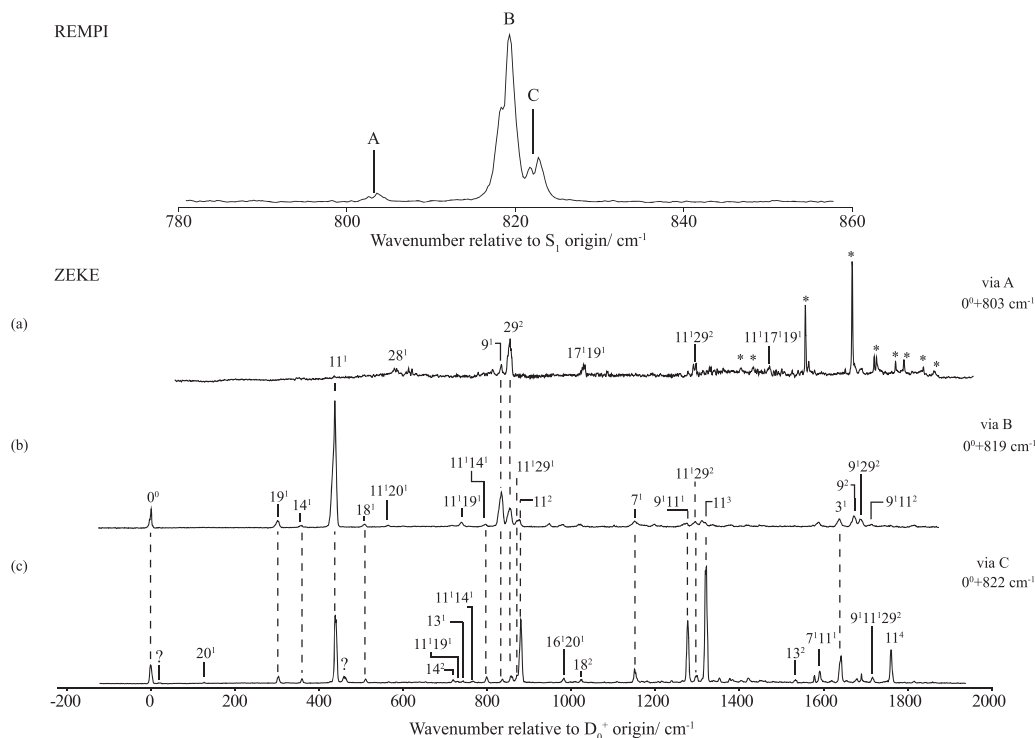 REMPI
B
C
A
780 800 820 840 860
Wavenumber relative to S₁ origin/ cm⁻¹
ZEKE
via A
0⁰+803 cm⁻¹
(a)
11¹ 28¹ 9¹ 29² 17¹19¹ 11¹29² * * 11¹17¹19¹ * * * * * * *
via B
0⁰+819 cm⁻¹
(b)
0⁰ 19¹ 14¹ 18¹ 11¹20¹ 11¹19¹ 11¹14¹ 11¹29¹ 11² 7¹ 9¹11¹ 11¹29² 11³ 3¹ 9² 9¹29² 9¹11²
via C
0⁰+822 cm⁻¹
(c)
? 20¹ ? 14² 11¹19¹ 13¹ 11¹14¹ 16¹20¹ 18² 13² 7¹11¹ 9¹11¹29² 11⁴
-200 0 200 400 600 800 1000 1200 1400 1600 1800 2000
Wavenumber relative to D₀⁺ origin/ cm⁻¹